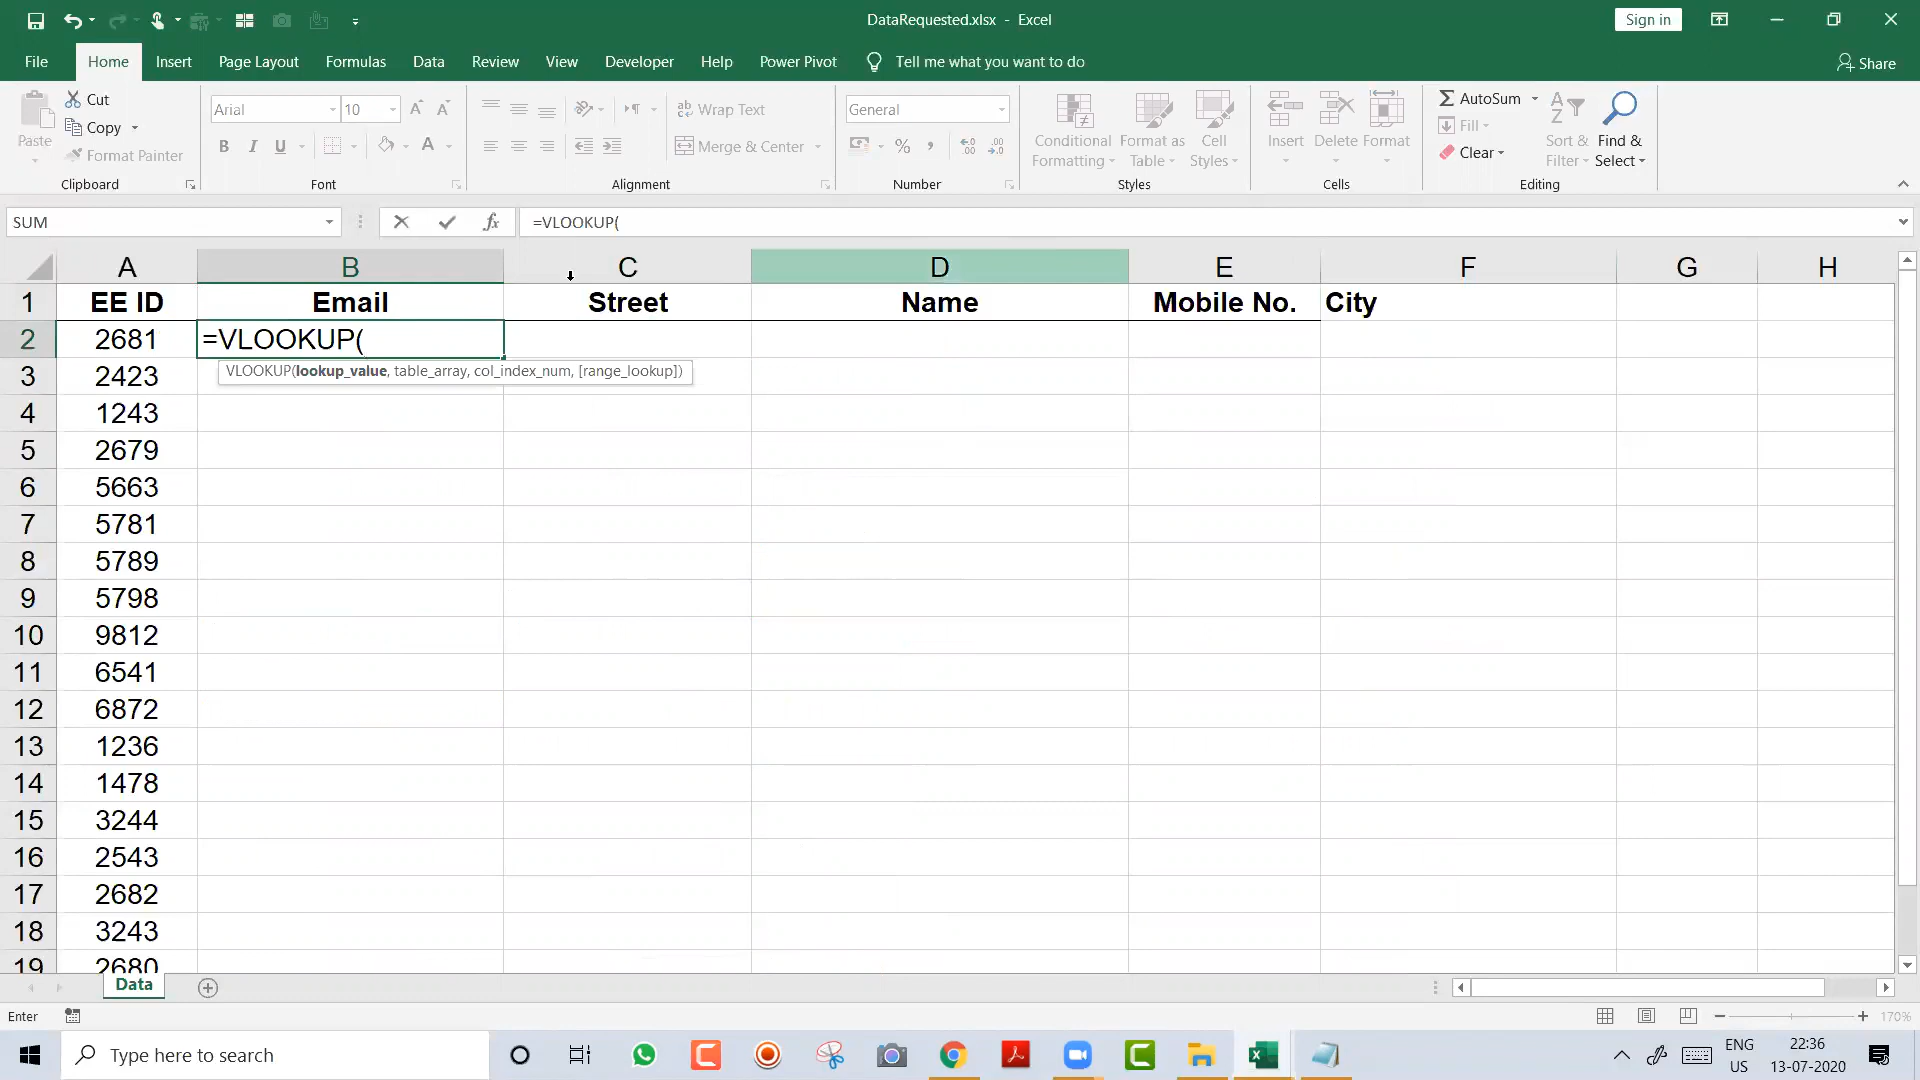 DataRequested.xlsx - Excel
Sign in
File Home Insert Page Layout Formulas Data Review View Developer Help Power Pivot Tell me what you want to do Share
Paste
Cut
Copy
Format Painter
Clipboard
Arial 10
B I U A
Font
Wrap Text
Merge & Center
Alignment
General
%
Number
Conditional Formatting
Format as Table
Cell Styles
Styles
Insert Delete Format
Cells
AutoSum
Fill
Clear
Sort & Filter
Find & Select
Editing
SUM fx =VLOOKUP(
A B C D E F G H
1 EE ID Email Street Name Mobile No. City
2 2681 =VLOOKUP(
VLOOKUP(lookup_value, table_array, col_index_num, [range_lookup])
3 2423
4 1243
5 2679
6 5663
7 5781
8 5789
9 5798
10 9812
11 6541
12 6872
13 1236
14 1478
15 3244
16 2543
17 2682
18 3243
19 2680
Data
Enter
170%
Type here to search
ENG US
22:36
13-07-2020